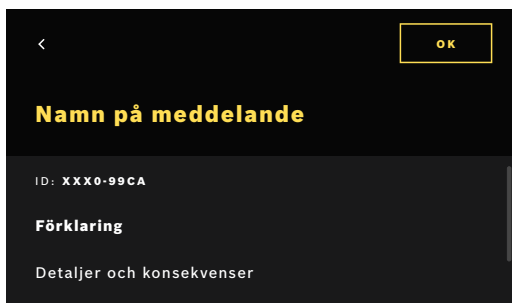 OK
Namn på meddelande
ID: XXX0-99CA
Förklaring
Detaljer och konsekvenser